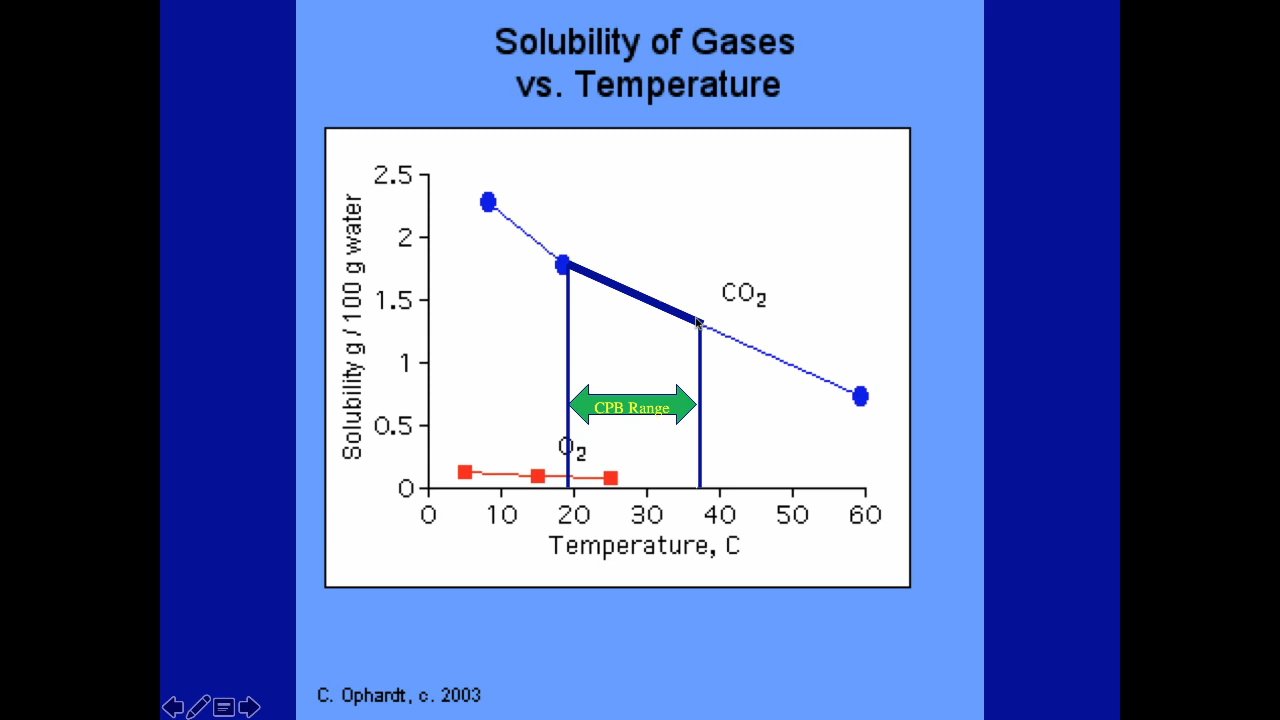 Solubility of Gases
vs. Temperature
Solubility g / 100 g water
2.5
2
1.5
1
0.5
0
CO₂
CPB Range
O₂
0 10 20 30 40 50 60
Temperature, C
C. Ophardt, c. 2003